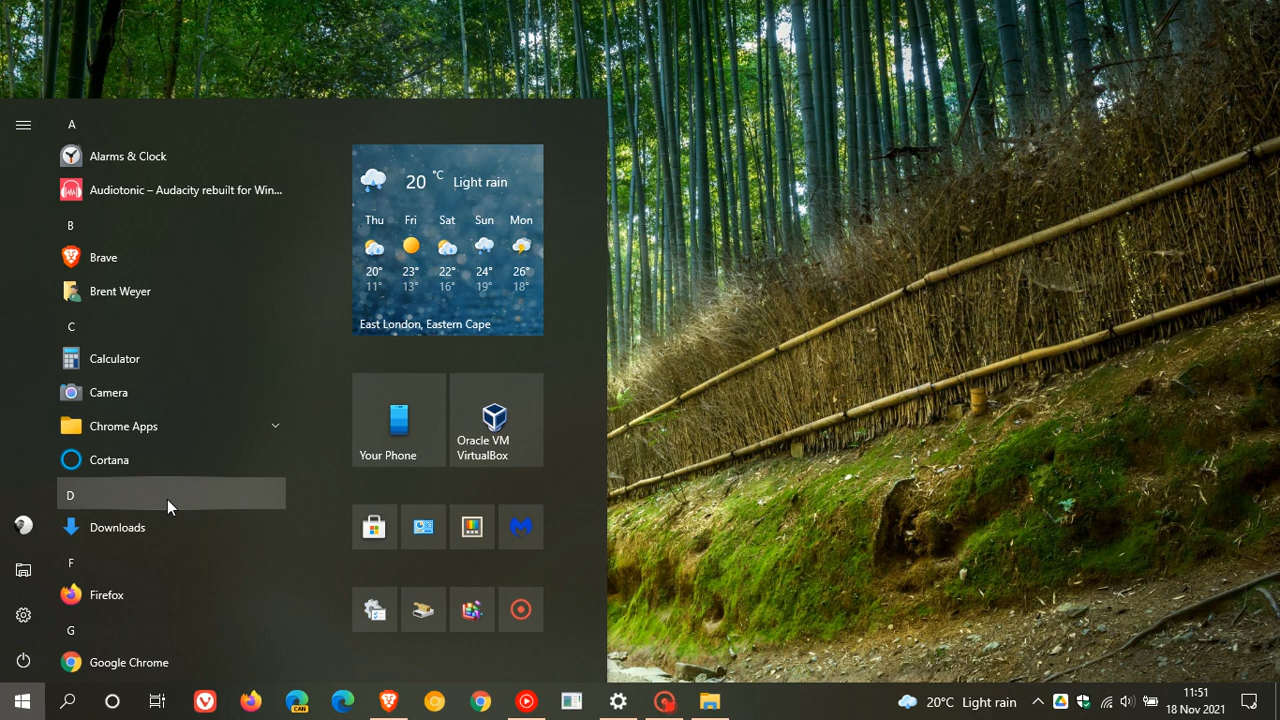 A
Alarms & Clock
Audiotonic – Audacity rebuilt for Win...
B
Brave
Brent Weyer
C
Calculator
Camera
Chrome Apps
Cortana
D
Downloads
F
Firefox
G
Google Chrome
20 °C Light rain
Thu Fri Sat Sun Mon
20° 23° 22° 24° 26°
11° 13° 16° 19° 18°
East London, Eastern Cape
Your Phone
Oracle VM
VirtualBox
CAN
20°C Light rain
11:51
18 Nov 2021